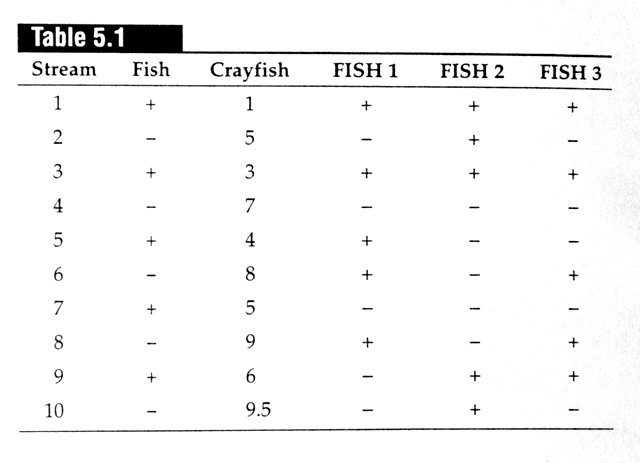 Table 5.1
Stream Fish Crayfish FISH 1 FISH 2 FISH 3
1 + 1 + + +
2 – 5 – + –
3 + 3 + + +
4 – 7 – – –
5 + 4 + – –
6 – 8 + – +
7 + 5 – – –
8 – 9 + – +
9 + 6 – + +
10 – 9.5 – + –